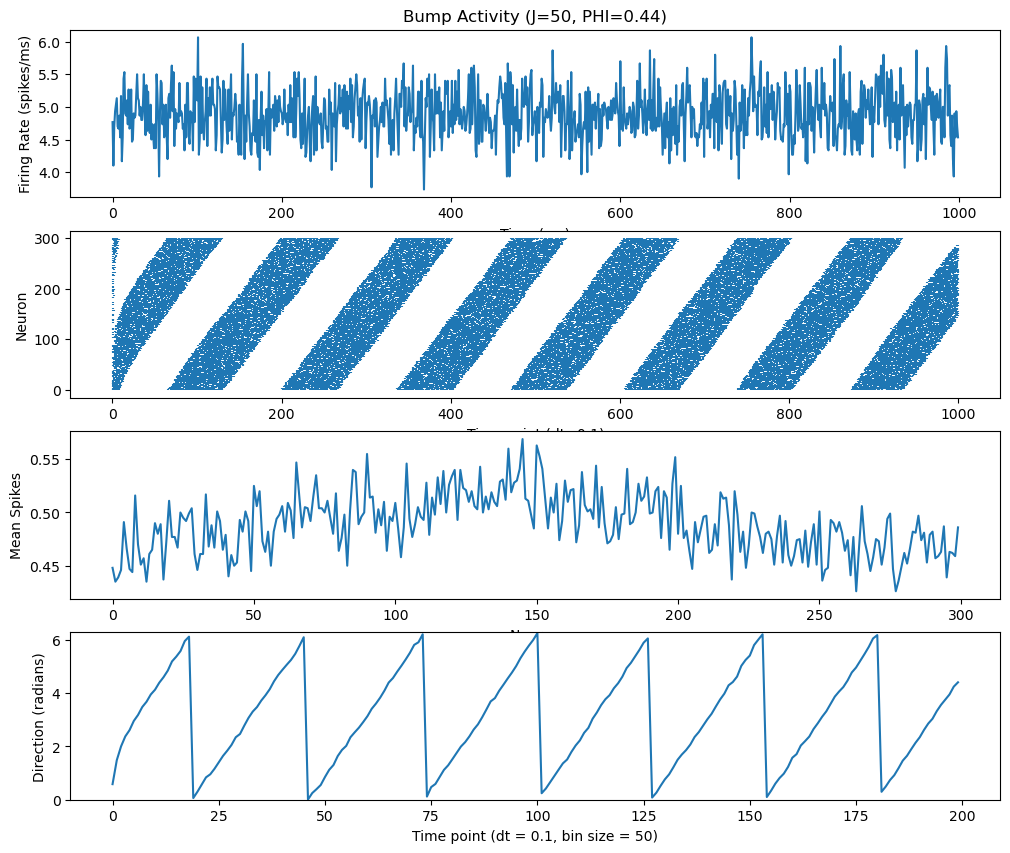 Bump Activity (J=50, PHI=0.44)
Firing Rate (spikes/ms)
6.0
5.5
5.0
4.5
4.0
0 200 400 600 800 1000
Neuron
300
200
100
0
0 200 400 600 800 1000
Mean Spikes
0.55
0.50
0.45
0 50 100 150 200 250 300
Direction (radians)
6
4
2
0
0 25 50 75 100 125 150 175 200
Time point (dt = 0.1, bin size = 50)